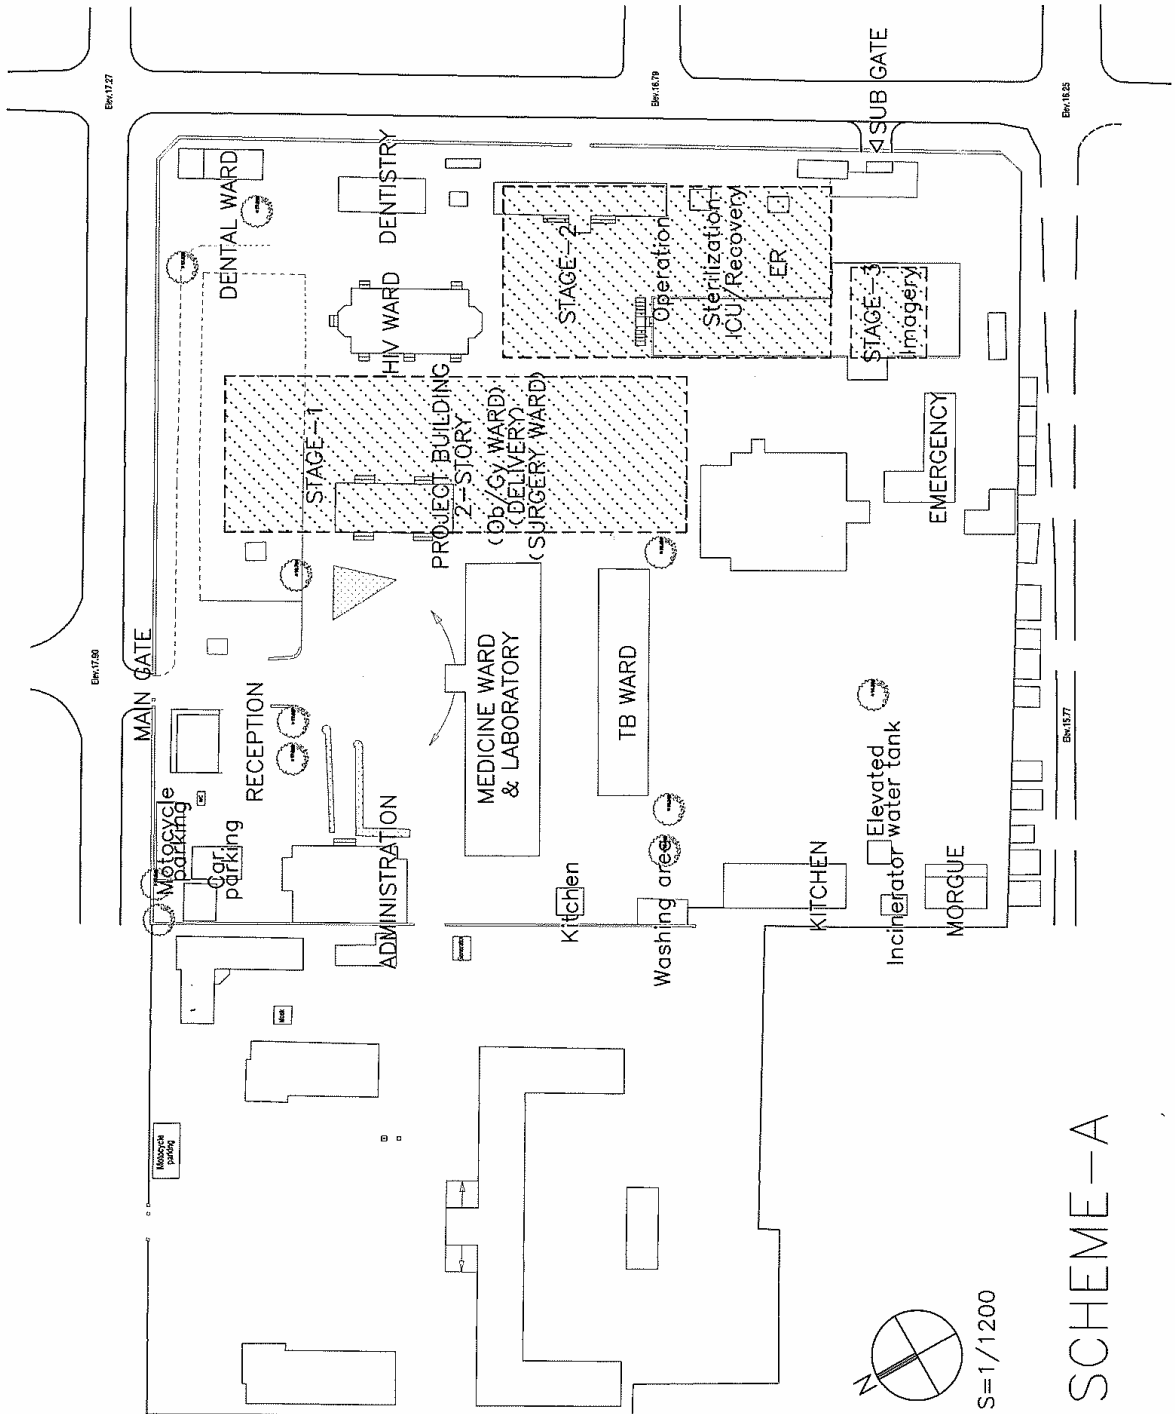 Elev.17.27
Elev.16.79
Elev.16.25
Elev.17.90
Elev.15.77
MAIN GATE
SUB GATE
DENTAL WARD
DENTISTRY
HIV WARD
STAGE-2
Operation
Sterilization
ICU/Recovery
ER
STAGE-3
Imagery
STAGE-1
PROJECT BUILDING
2-STORY
(Ob/Gy WARD)
(DELIVERY)
(SURGERY WARD)
EMERGENCY
RECEPTION
MEDICINE WARD
& LABORATORY
TB WARD
Motocycle
parking
WC
Car
parking
ADMINISTRATION
Kitchen
Washing area
KITCHEN
Elevated
water tank
Incinerator
MORGUE
Generator
Motocycle
parking
N
S=1/1200
SCHEME-A